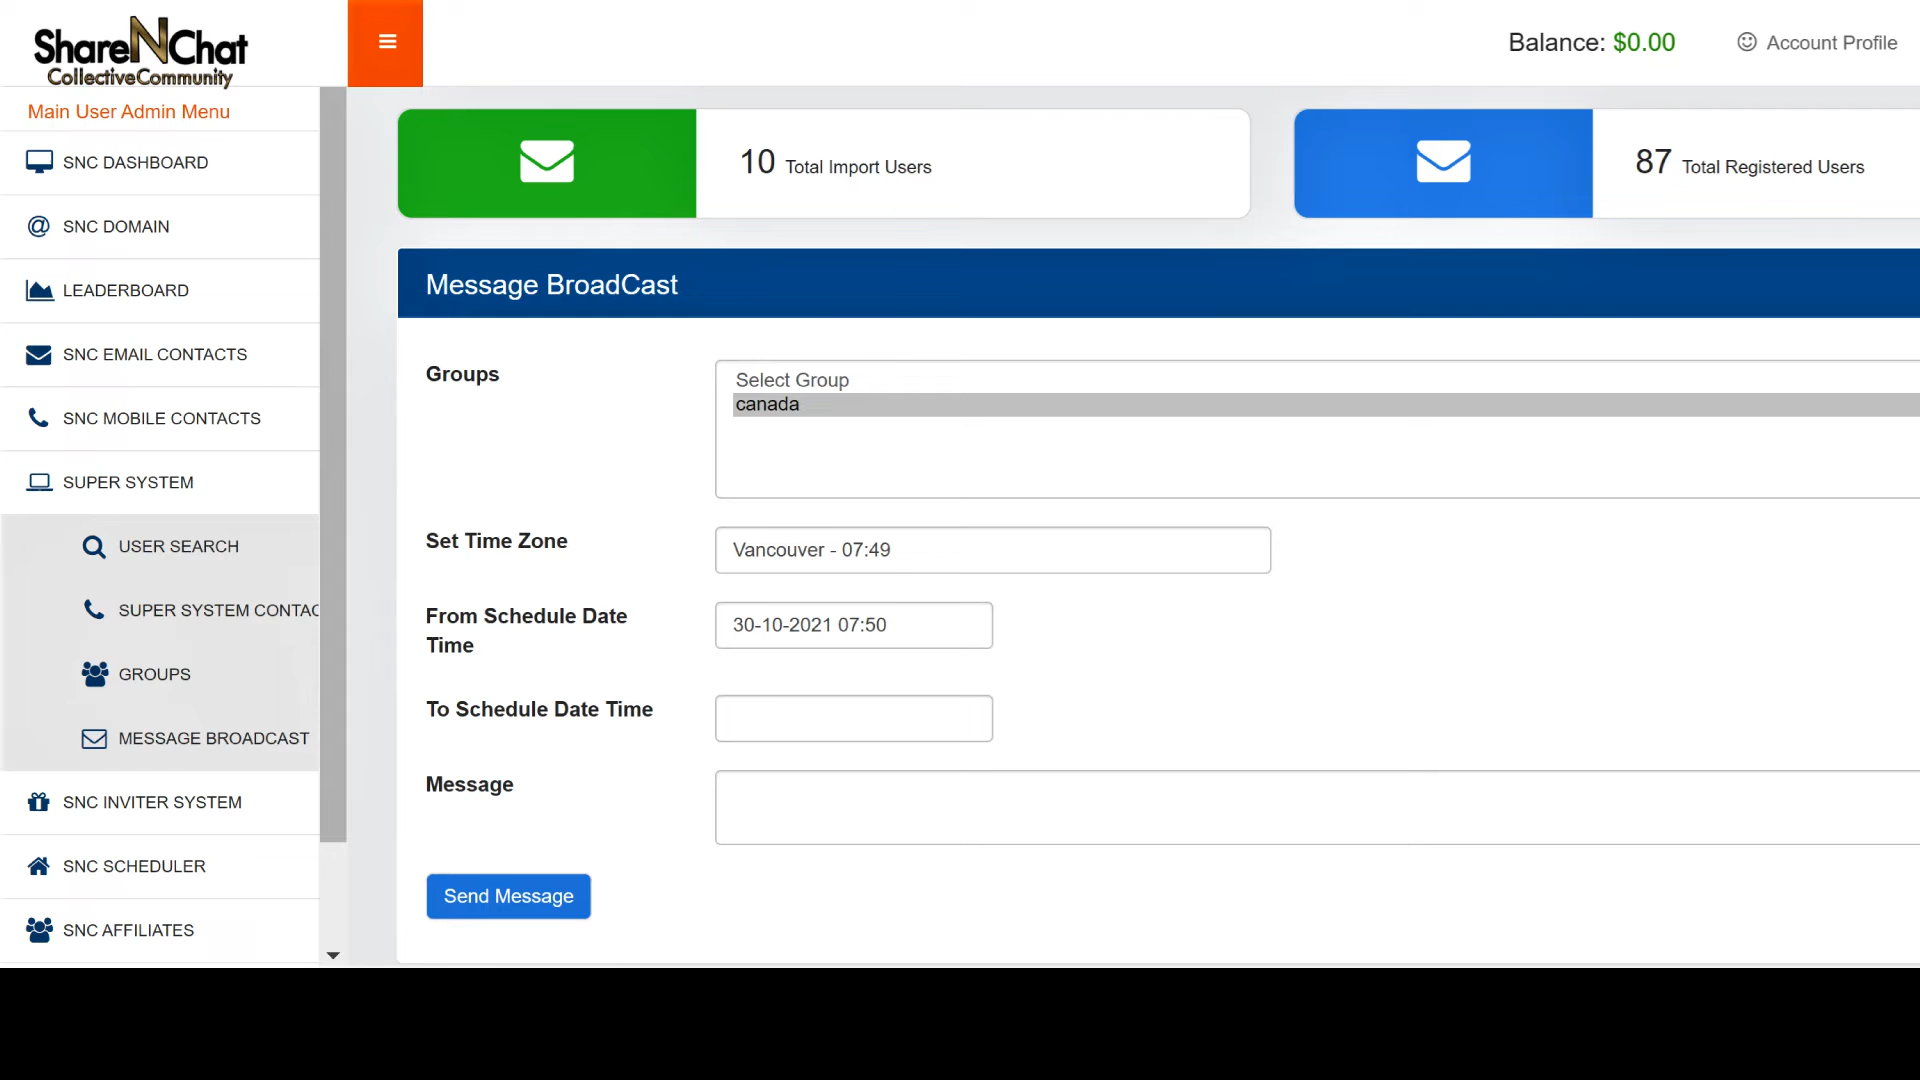 ShareNChat
CollectiveCommunity
Balance: $0.00
Account Profile
Main User Admin Menu
SNC DASHBOARD
SNC DOMAIN
LEADERBOARD
SNC EMAIL CONTACTS
SNC MOBILE CONTACTS
SUPER SYSTEM
USER SEARCH
SUPER SYSTEM CONTAC
GROUPS
MESSAGE BROADCAST
SNC INVITER SYSTEM
SNC SCHEDULER
SNC AFFILIATES
10 Total Import Users
87 Total Registered Users
Message BroadCast
Groups
Select Group
canada
Set Time Zone
Vancouver - 07:49
From Schedule Date
Time
30-10-2021 07:50
To Schedule Date Time
Message
Send Message